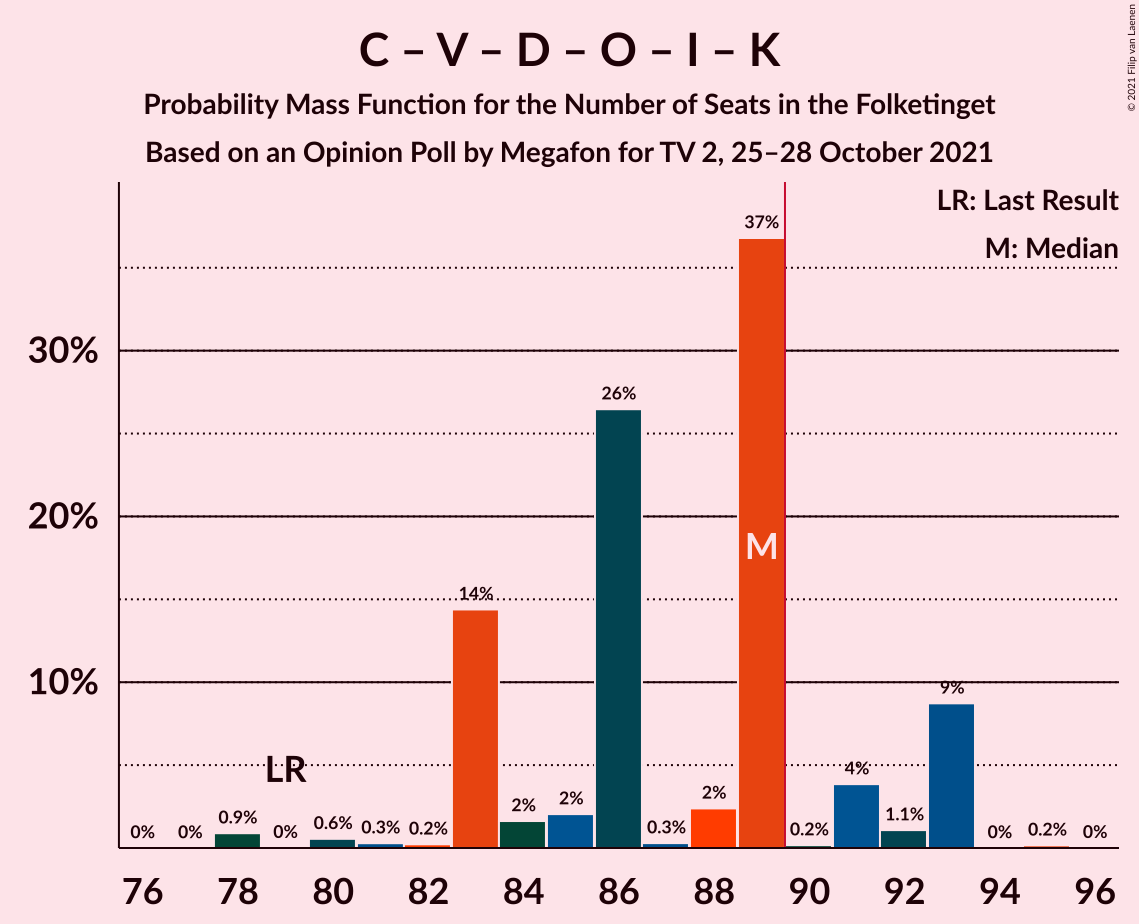 C – V – D – O – I – K
Probability Mass Function for the Number of Seats in the Folketinget
Based on an Opinion Poll by Megafon for TV 2, 25–28 October 2021
© 2021 Filip van Laenen
LR: Last Result
M: Median
30%
20%
10%
0%
0%
0.9%
0%
0.6%
0.3%
0.2%
14%
2%
2%
26%
0.3%
2%
37%
0.2%
4%
1.1%
9%
0%
0.2%
0%
LR
M
76 78 80 82 84 86 88 90 92 94 96